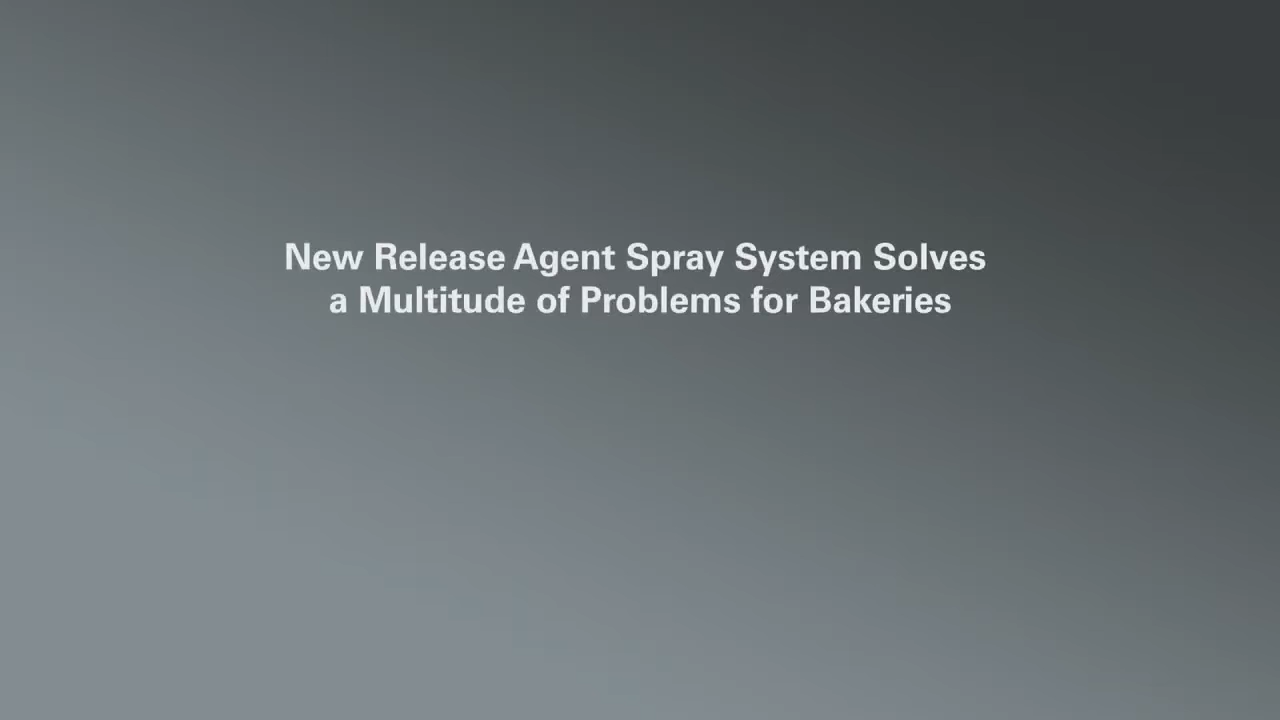 New Release Agent Spray System Solves
a Multitude of Problems for Bakeries